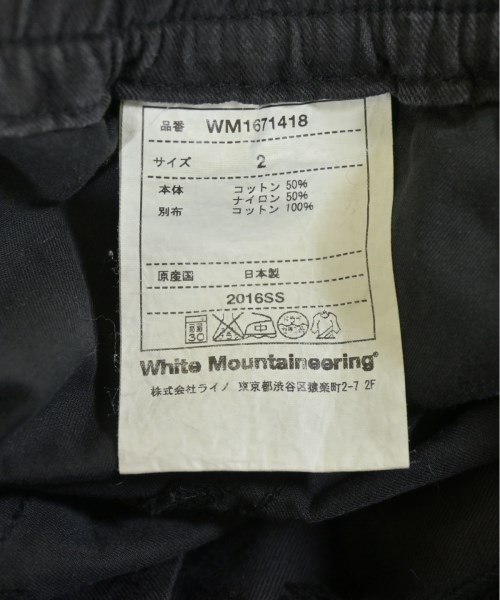 品番 WM1671418
サイズ 2
本体 コットン 50%
ナイロン 50%
別布 コットン 100%
原産国 日本製
2016SS
30
中
White Mountaineering®
株式会社ライノ 東京都渋谷区猿楽町2-7 2F